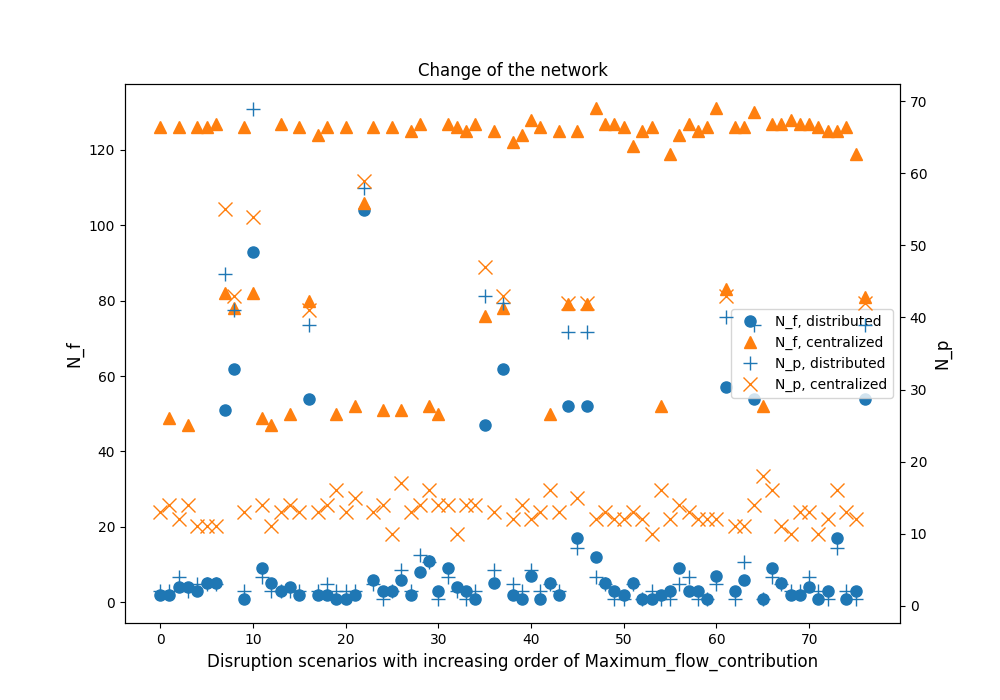 Change of the network
N_f
N_p
120
100
80
60
40
20
0
70
60
50
40
30
20
10
0
N_f, distributed
N_f, centralized
N_p, distributed
N_p, centralized
0 10 20 30 40 50 60 70
Disruption scenarios with increasing order of Maximum_flow_contribution